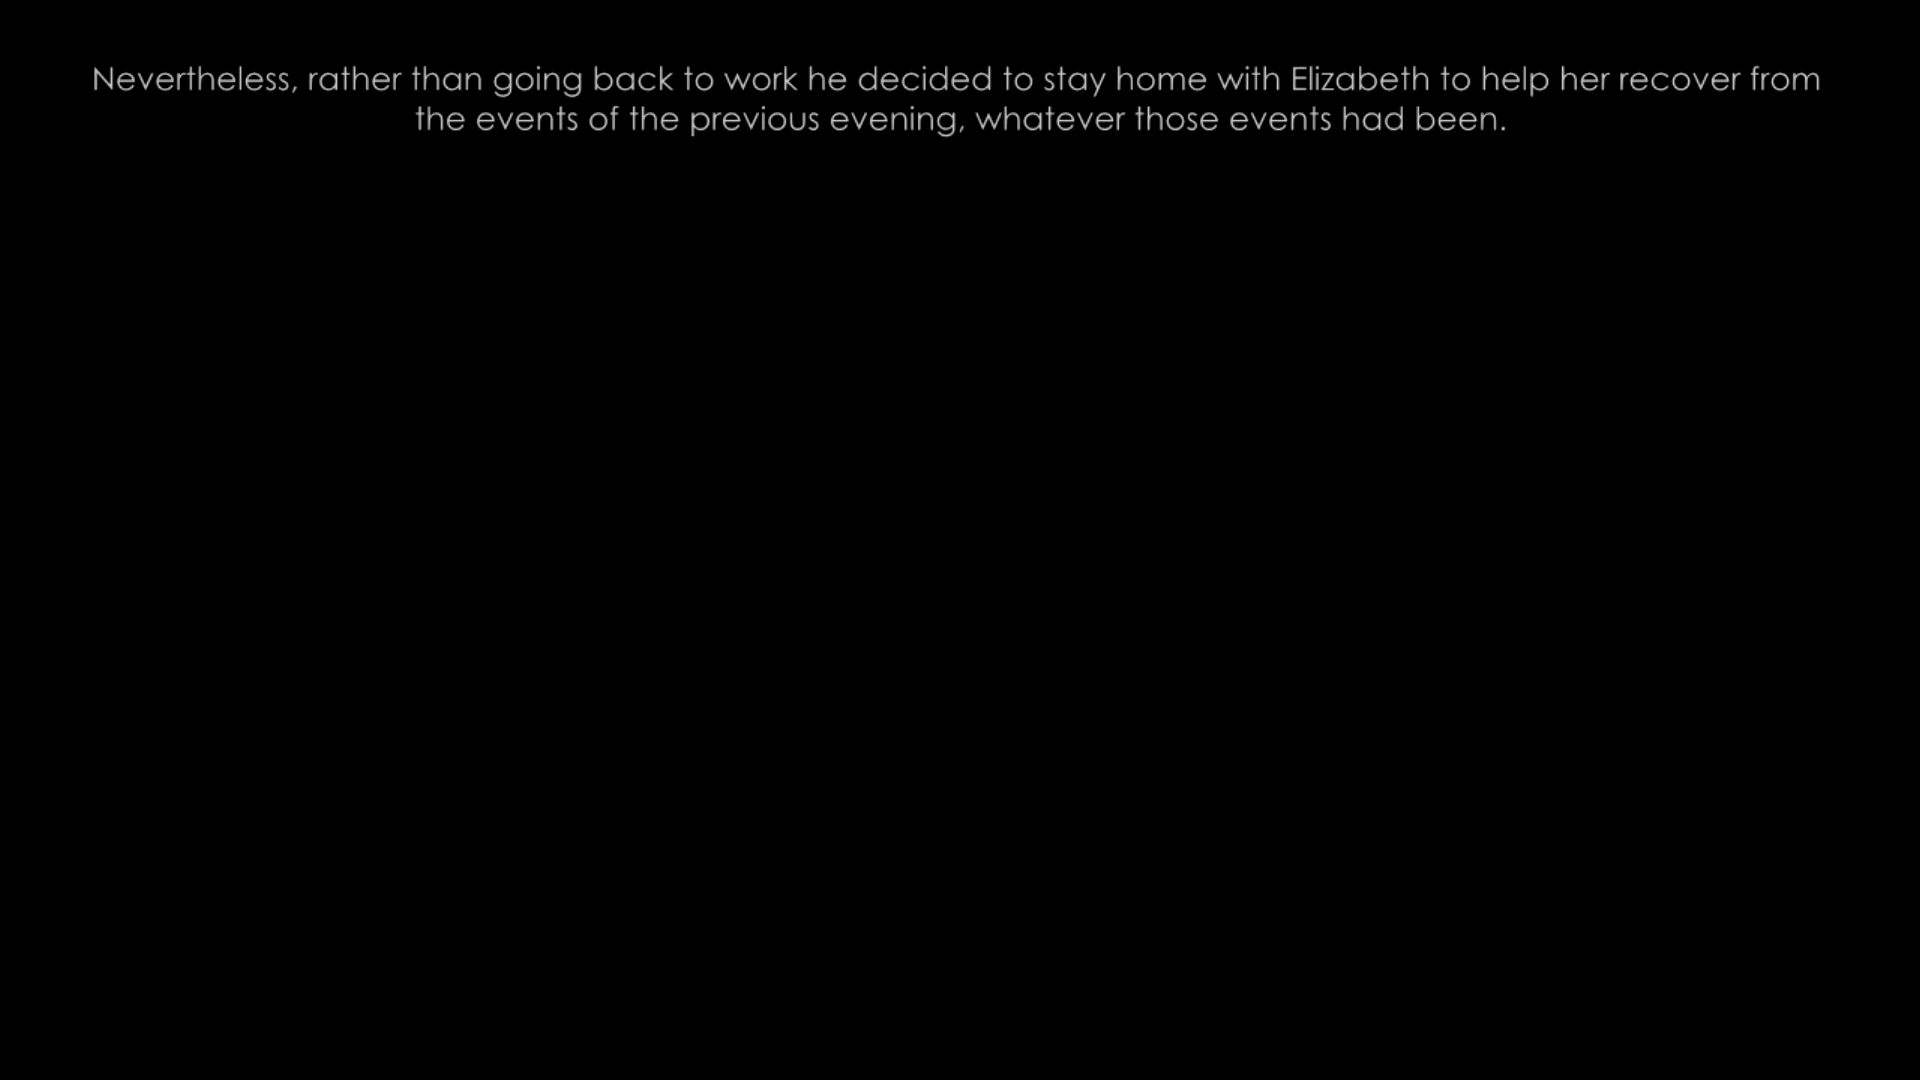 Nevertheless, rather than going back to work he decided to stay home with Elizabeth to help her recover from
the events of the previous evening, whatever those events had been.